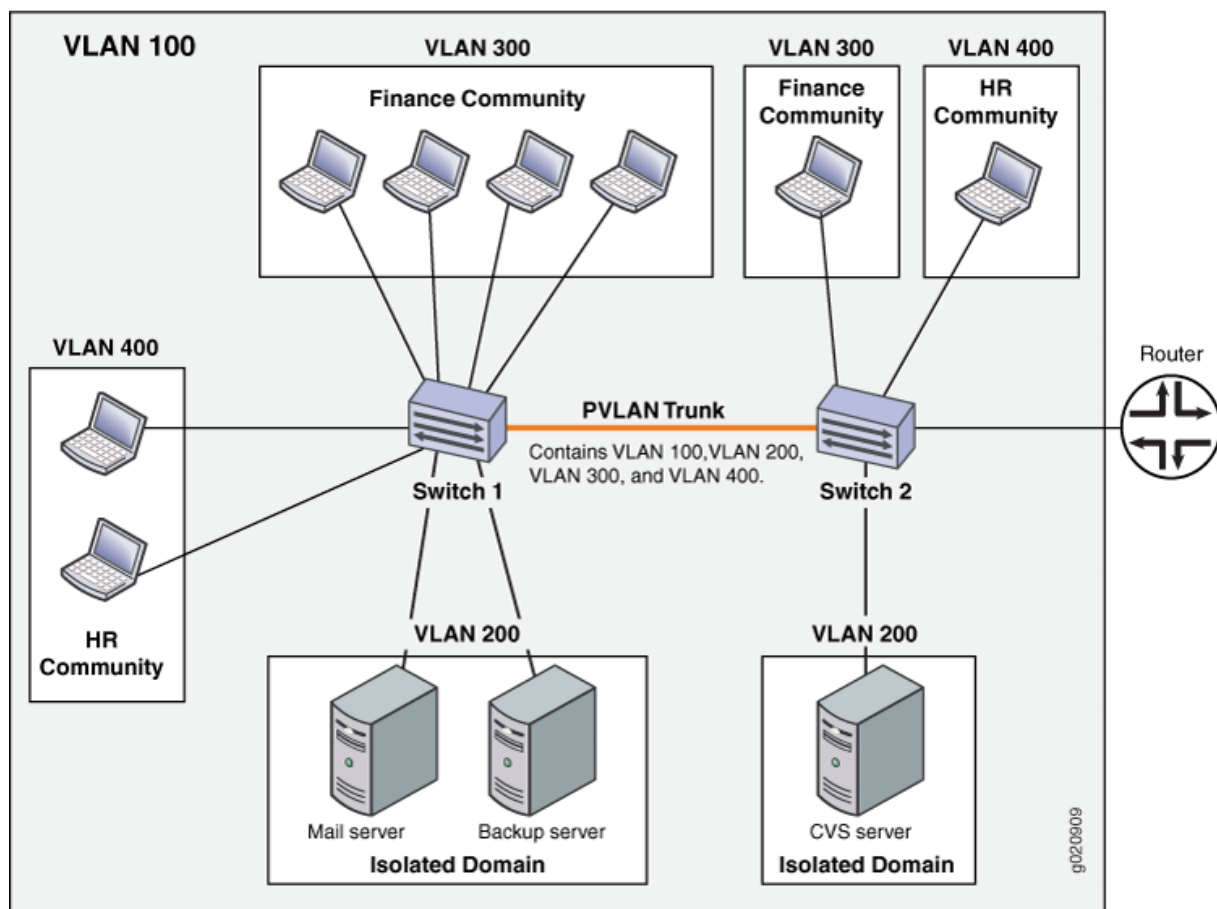 VLAN 100
VLAN 300
Finance Community
VLAN 300
Finance
Community
VLAN 400
HR
Community
VLAN 400
HR
Community
Router
PVLAN Trunk
Contains VLAN 100,VLAN 200,
VLAN 300, and VLAN 400.
Switch 1
Switch 2
VLAN 200
Mail server
Backup server
Isolated Domain
VLAN 200
CVS server
Isolated Domain
g020909